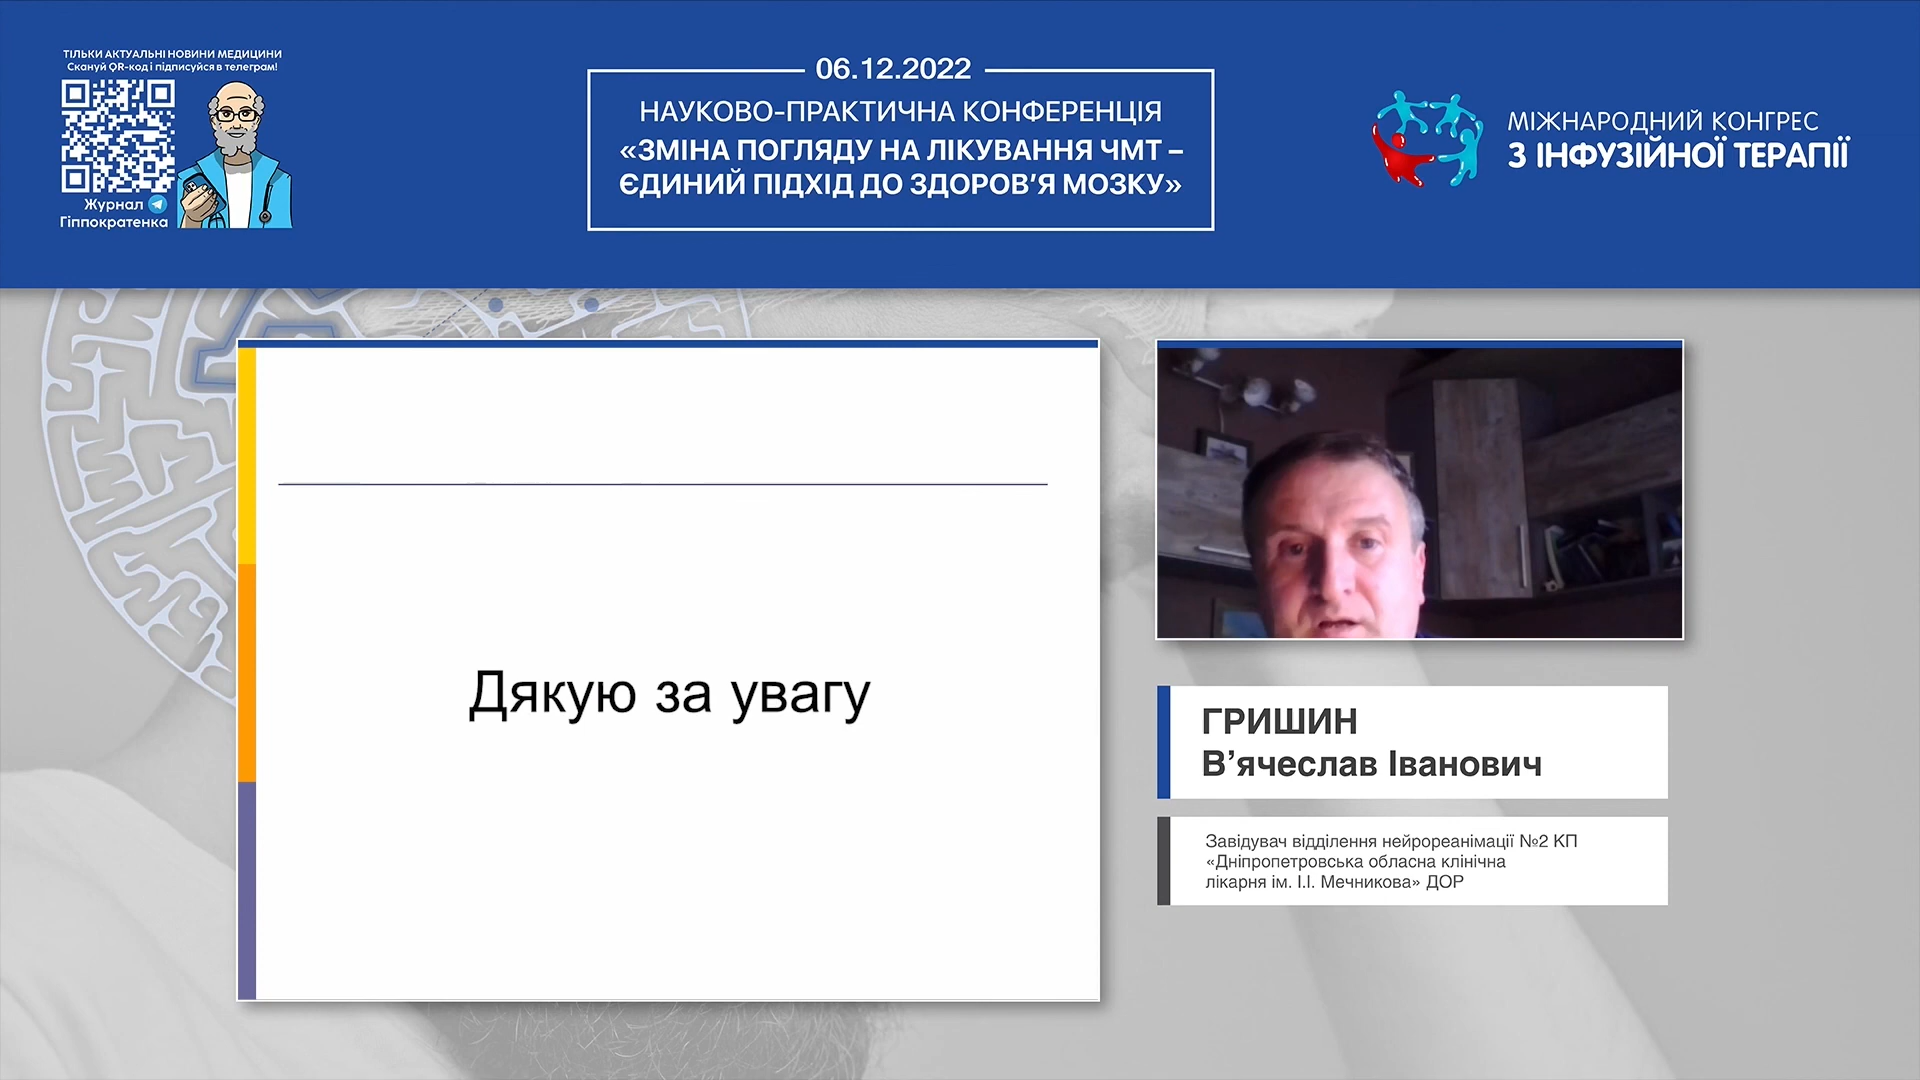 ТІЛЬКИ АКТУАЛЬНІ НОВИНИ МЕДИЦИНИ
Скануй QR-код і підписуйся в телеграм!
Журнал
Гіппократенка
06.12.2022
НАУКОВО-ПРАКТИЧНА КОНФЕРЕНЦІЯ
«ЗМІНА ПОГЛЯДУ НА ЛІКУВАННЯ ЧМТ –
ЄДИНИЙ ПІДХІД ДО ЗДОРОВ’Я МОЗКУ»
МІЖНАРОДНИЙ КОНГРЕС
З ІНФУЗІЙНОЇ ТЕРАПІЇ
Дякую за увагу
ГРИШИН
В’ячеслав Іванович
Завідувач відділення нейрореанімації №2 КП
«Дніпропетровська обласна клінічна
лікарня ім. І.І. Мечникова» ДОР